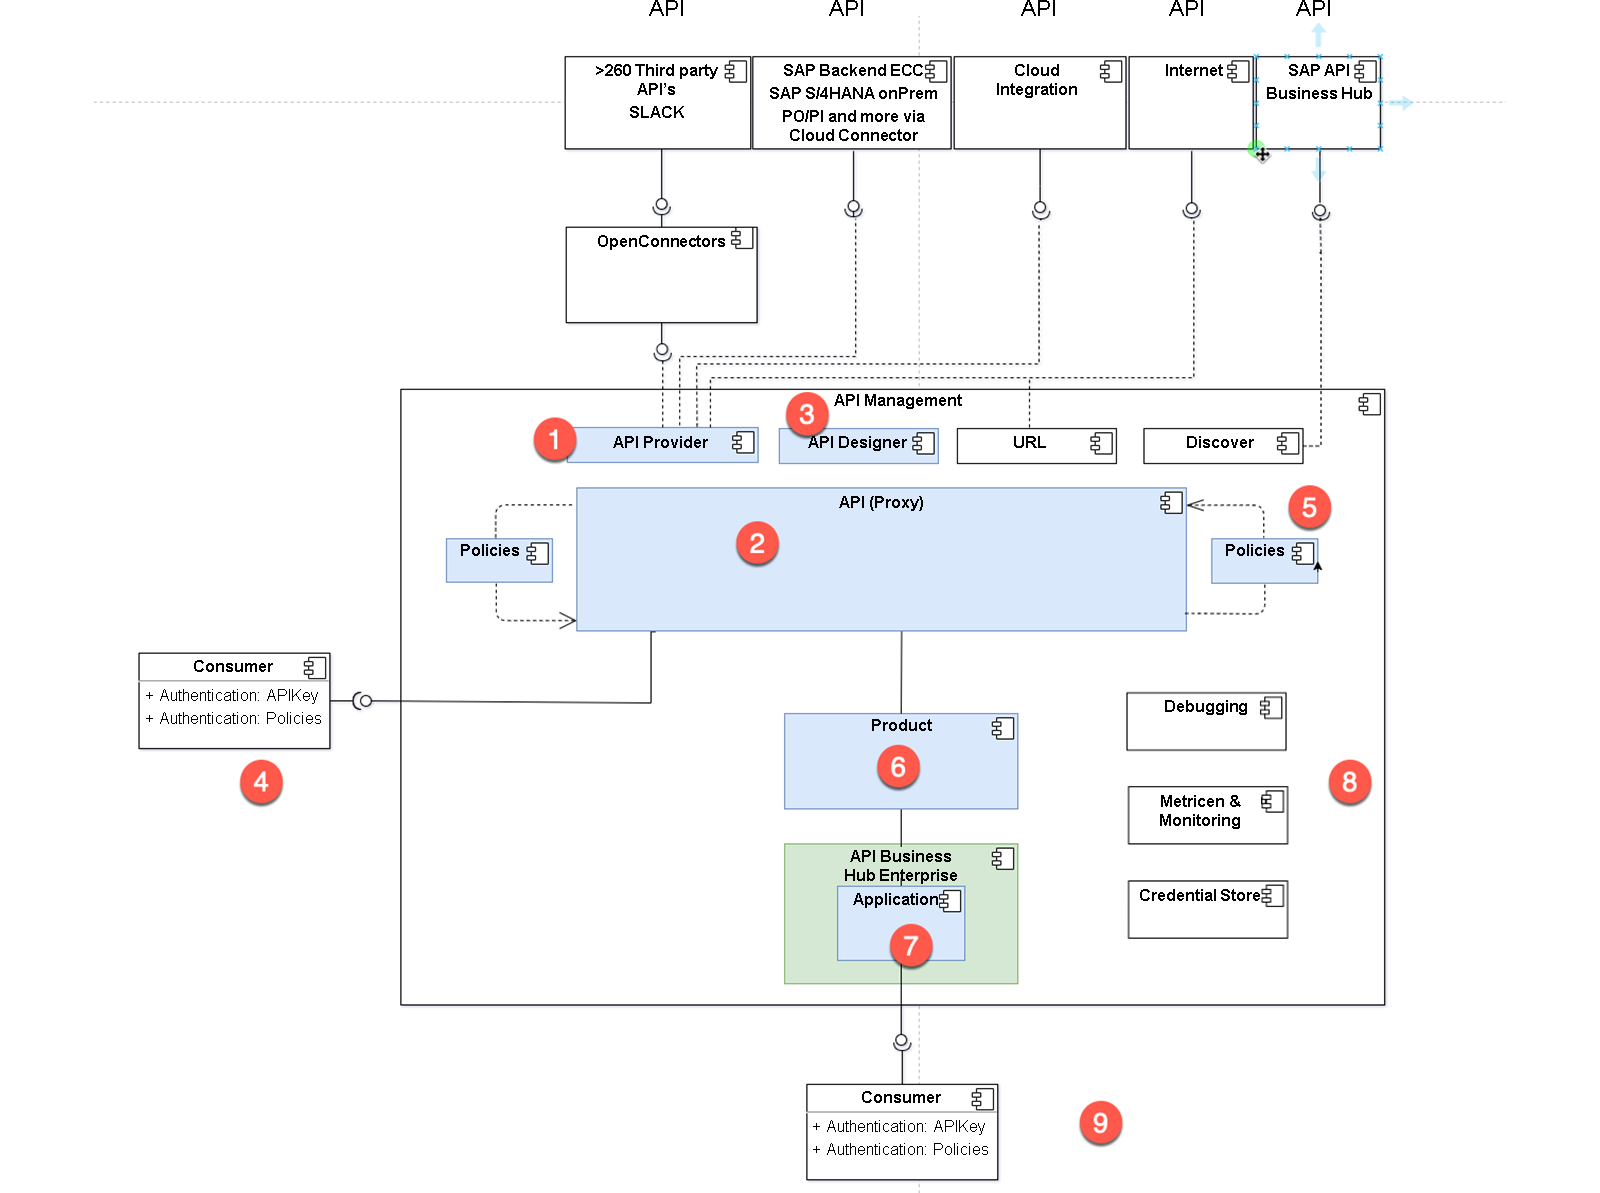 API
API
API
API
API
>260 Third party
API's
SLACK
SAP Backend ECC
SAP S/4HANA onPrem
PO/PI and more via
Cloud Connector
Cloud
Integration
Internet
SAP API
Business Hub
OpenConnectors
API Management
1
API Provider
3
API Designer
URL
Discover
API (Proxy)
2
5
Policies
Policies
Consumer
+ Authentication: APIKey
+ Authentication: Policies
4
Product
6
Debugging
8
Metricen &
Monitoring
API Business
Hub Enterprise
Application
7
Credential Store
Consumer
+ Authentication: APIKey
+ Authentication: Policies
9